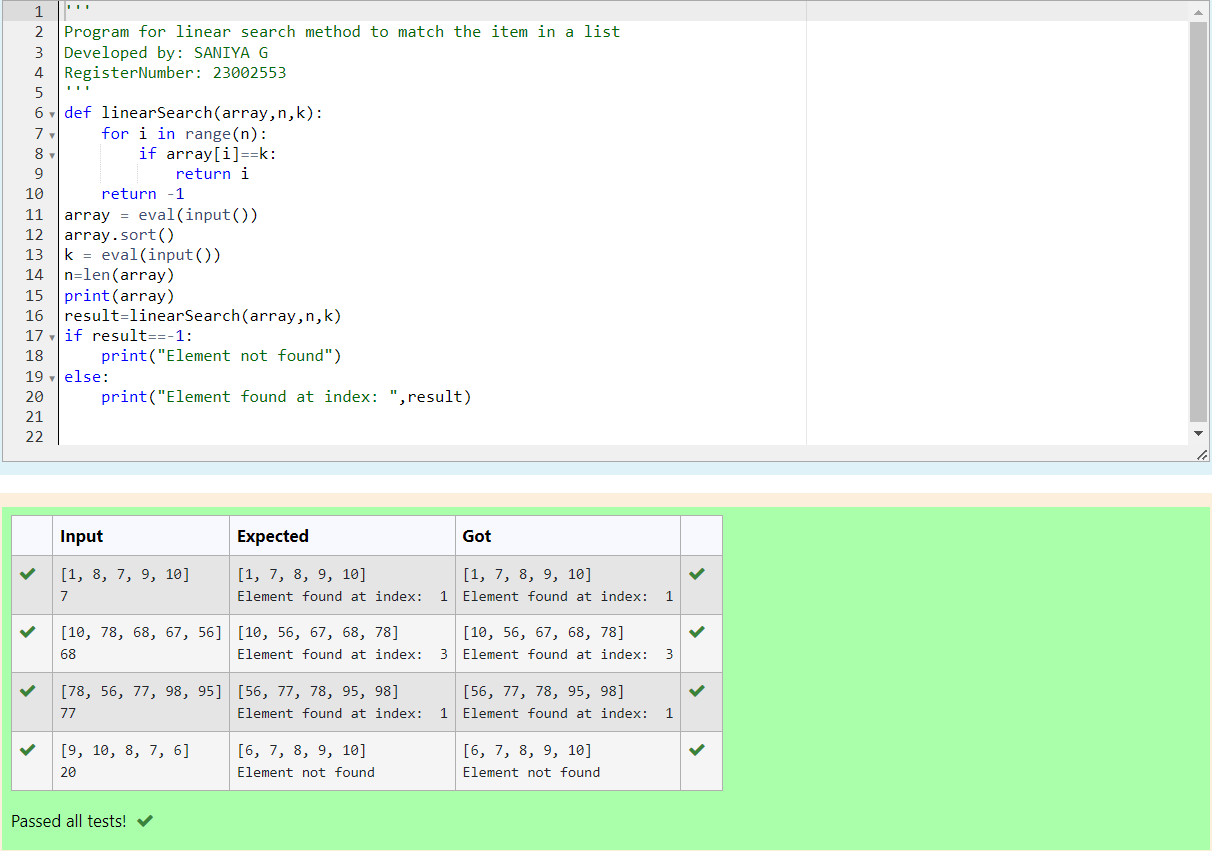 1 '''
2 Program for linear search method to match the item in a list
3 Developed by: SANIYA G
4 RegisterNumber: 23002553
5 '''
6 def linearSearch(array,n,k):
7     for i in range(n):
8         if array[i]==k:
9             return i
10     return -1
11 array = eval(input())
12 array.sort()
13 k = eval(input())
14 n=len(array)
15 print(array)
16 result=linearSearch(array,n,k)
17 if result==-1:
18     print("Element not found")
19 else:
20     print("Element found at index: ",result)
21
22
Input Expected Got
[1, 8, 7, 9, 10] [1, 7, 8, 9, 10] [1, 7, 8, 9, 10]
7 Element found at index:  1 Element found at index:  1
[10, 78, 68, 67, 56] [10, 56, 67, 68, 78] [10, 56, 67, 68, 78]
68 Element found at index:  3 Element found at index:  3
[78, 56, 77, 98, 95] [56, 77, 78, 95, 98] [56, 77, 78, 95, 98]
77 Element found at index:  1 Element found at index:  1
[9, 10, 8, 7, 6] [6, 7, 8, 9, 10] [6, 7, 8, 9, 10]
20 Element not found Element not found
Passed all tests!